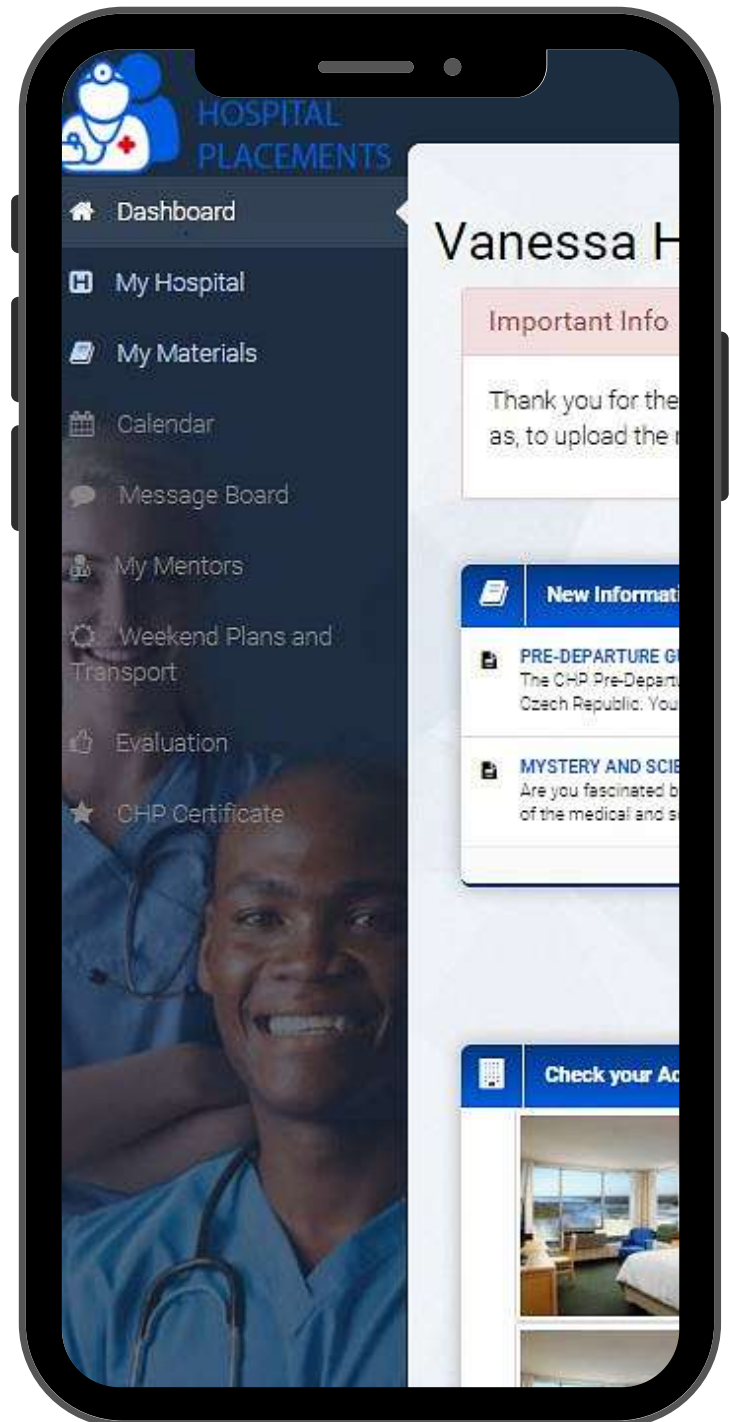 HOSPITAL
PLACEMENTS
Dashboard
My Hospital
My Materials
Calendar
Message Board
My Mentors
Weekend Plans and
Transport
Evaluation
CHP Certificate
Vanessa H
Important Info
Thank you for the
as, to upload the
New Informati
PRE-DEPARTURE GU
The CHP Pre-Depart
Czech Republic. You
MYSTERY AND SCIE
Are you fascinated b
of the medical and s
Check your Ac